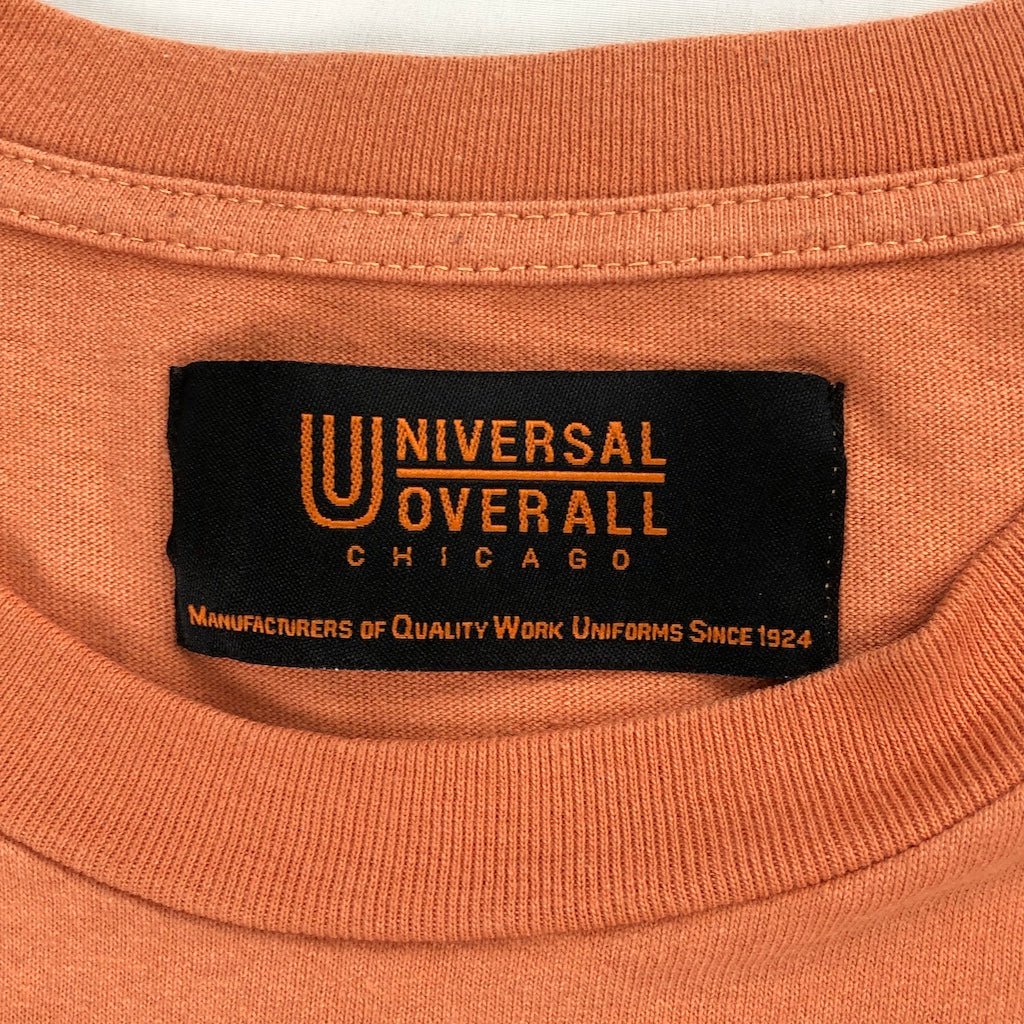 UNIVERSAL
OVERALL
CHICAGO
MANUFACTURERS OF QUALITY WORK UNIFORMS SINCE 1924